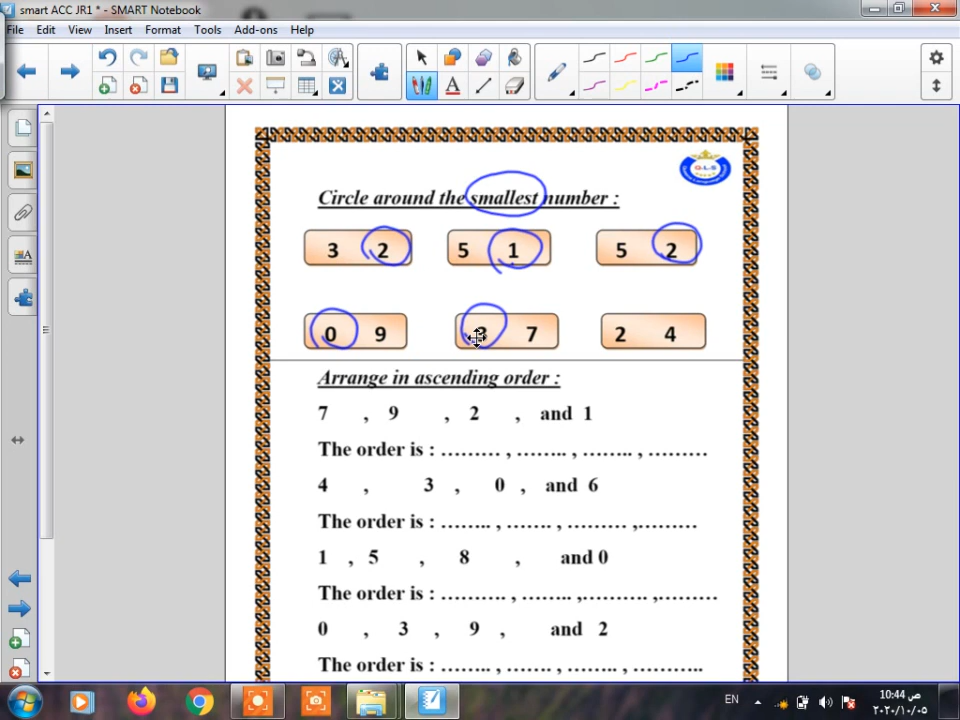 smart ACC JR1 * - SMART Notebook
File Edit View Insert Format Tools Add-ons Help
Q.L.S
Circle around the smallest number :
3 2 5 1 5 2
0 9 3 7 2 4
Arrange in ascending order :
7 , 9 , 2 , and 1
The order is : ……… , …….. , …….. , ………
4 , 3 , 0 , and 6
The order is : …….. , ……. , ……… ,………
1 , 5 , 8 , and 0
The order is : ………. , …….. ,………. ,………
0 , 3 , 9 , and 2
The order is : …….. , ……. , …….. , ………..
EN
10:44 ص
٢٠٢٠/١٠/٠٥